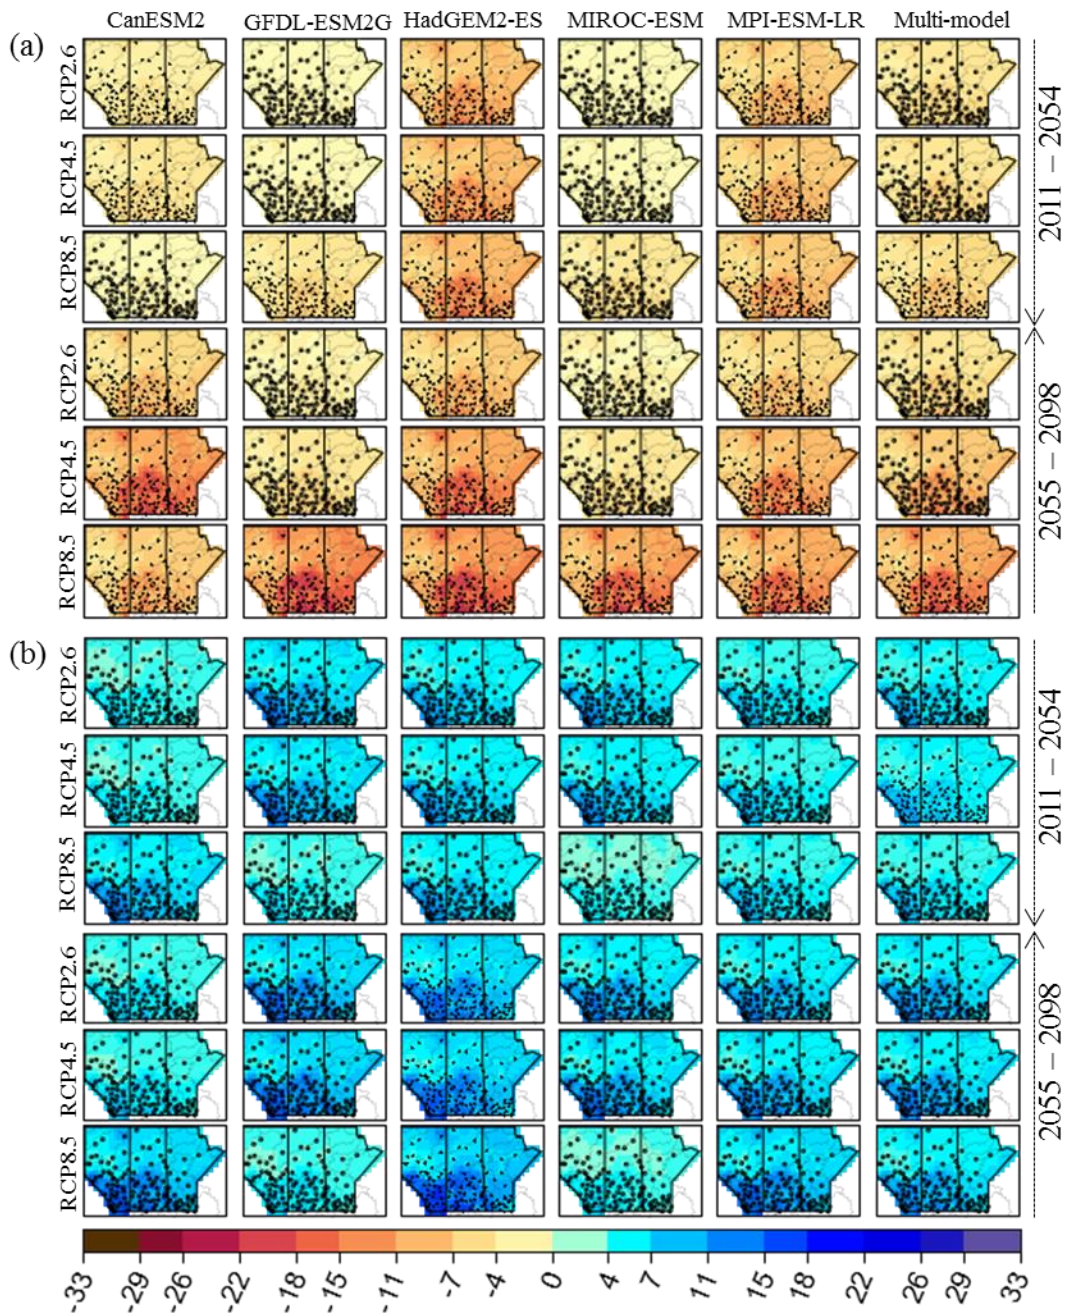 CanESM2 GFDL-ESM2G HadGEM2-ES MIROC-ESM MPI-ESM-LR Multi-model
(a)
RCP2.6
RCP4.5
RCP8.5
2011 – 2054
RCP2.6
RCP4.5
RCP8.5
2055 – 2098
(b)
RCP2.6
RCP4.5
RCP8.5
2011 – 2054
RCP2.6
RCP4.5
RCP8.5
2055 – 2098
-33 -29 -26 -22 -18 -15 -11 -7 -4 0 4 7 11 15 18 22 26 29 33